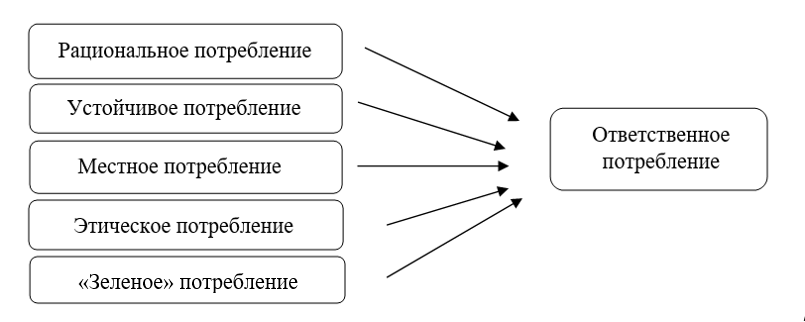 Рациональное потребление
Устойчивое потребление
Местное потребление
Этическое потребление
«Зеленое» потребление
Ответственное
потребление